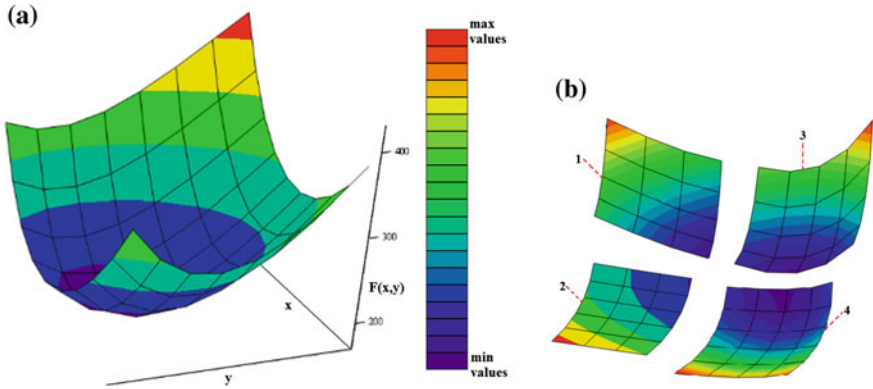 (a)
max
values
400
300
F(x,y)
200
x
y
min
values
(b)
1
3
2
4